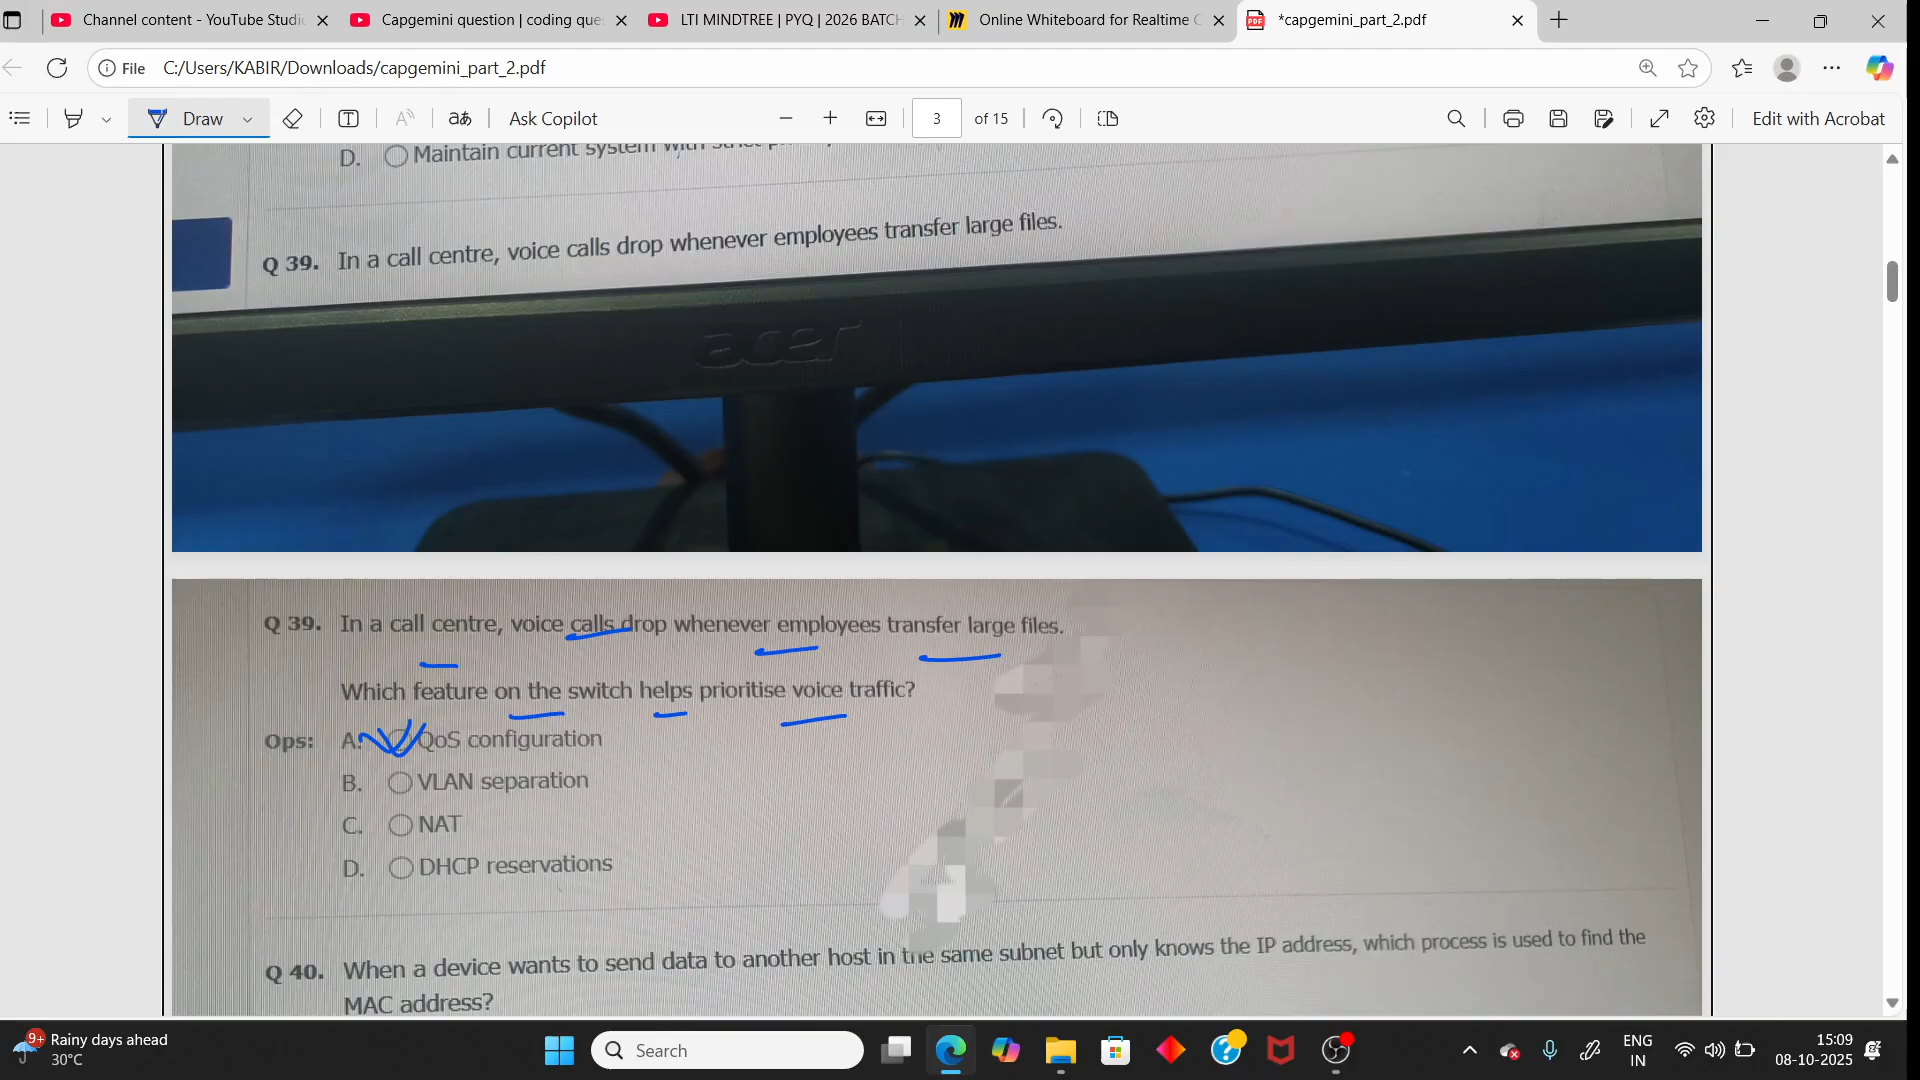 Channel content - YouTube Studi
Capgemini question | coding que
LTI MINDTREE | PYQ | 2026 BATCH
Online Whiteboard for Realtime C
*capgemini_part_2.pdf
File C:/Users/KABIR/Downloads/capgemini_part_2.pdf
Draw
Ask Copilot
3 of 15
Edit with Acrobat
D. Maintain current system with strict
Q 39. In a call centre, voice calls drop whenever employees transfer large files.
acer
Q 39. In a call centre, voice calls drop whenever employees transfer large files.
Which feature on the switch helps prioritise voice traffic?
Ops: A. QoS configuration
B. VLAN separation
C. NAT
D. DHCP reservations
Q 40. When a device wants to send data to another host in the same subnet but only knows the IP address, which process is used to find the
MAC address?
9+ Rainy days ahead
30°C
Search
ENG
IN
15:09
08-10-2025